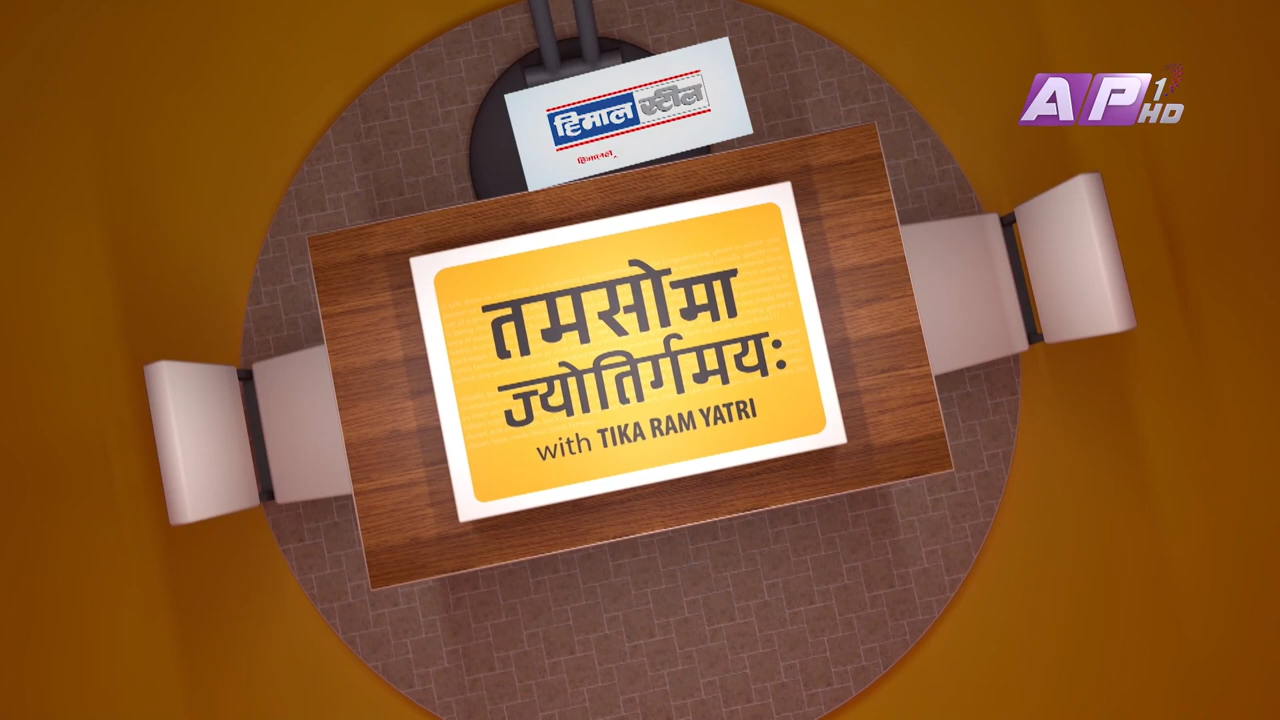 हिमाल स्टील
AP1 HD
तमसोमा
ज्योतिर्गमयः
with TIKA RAM YATRI